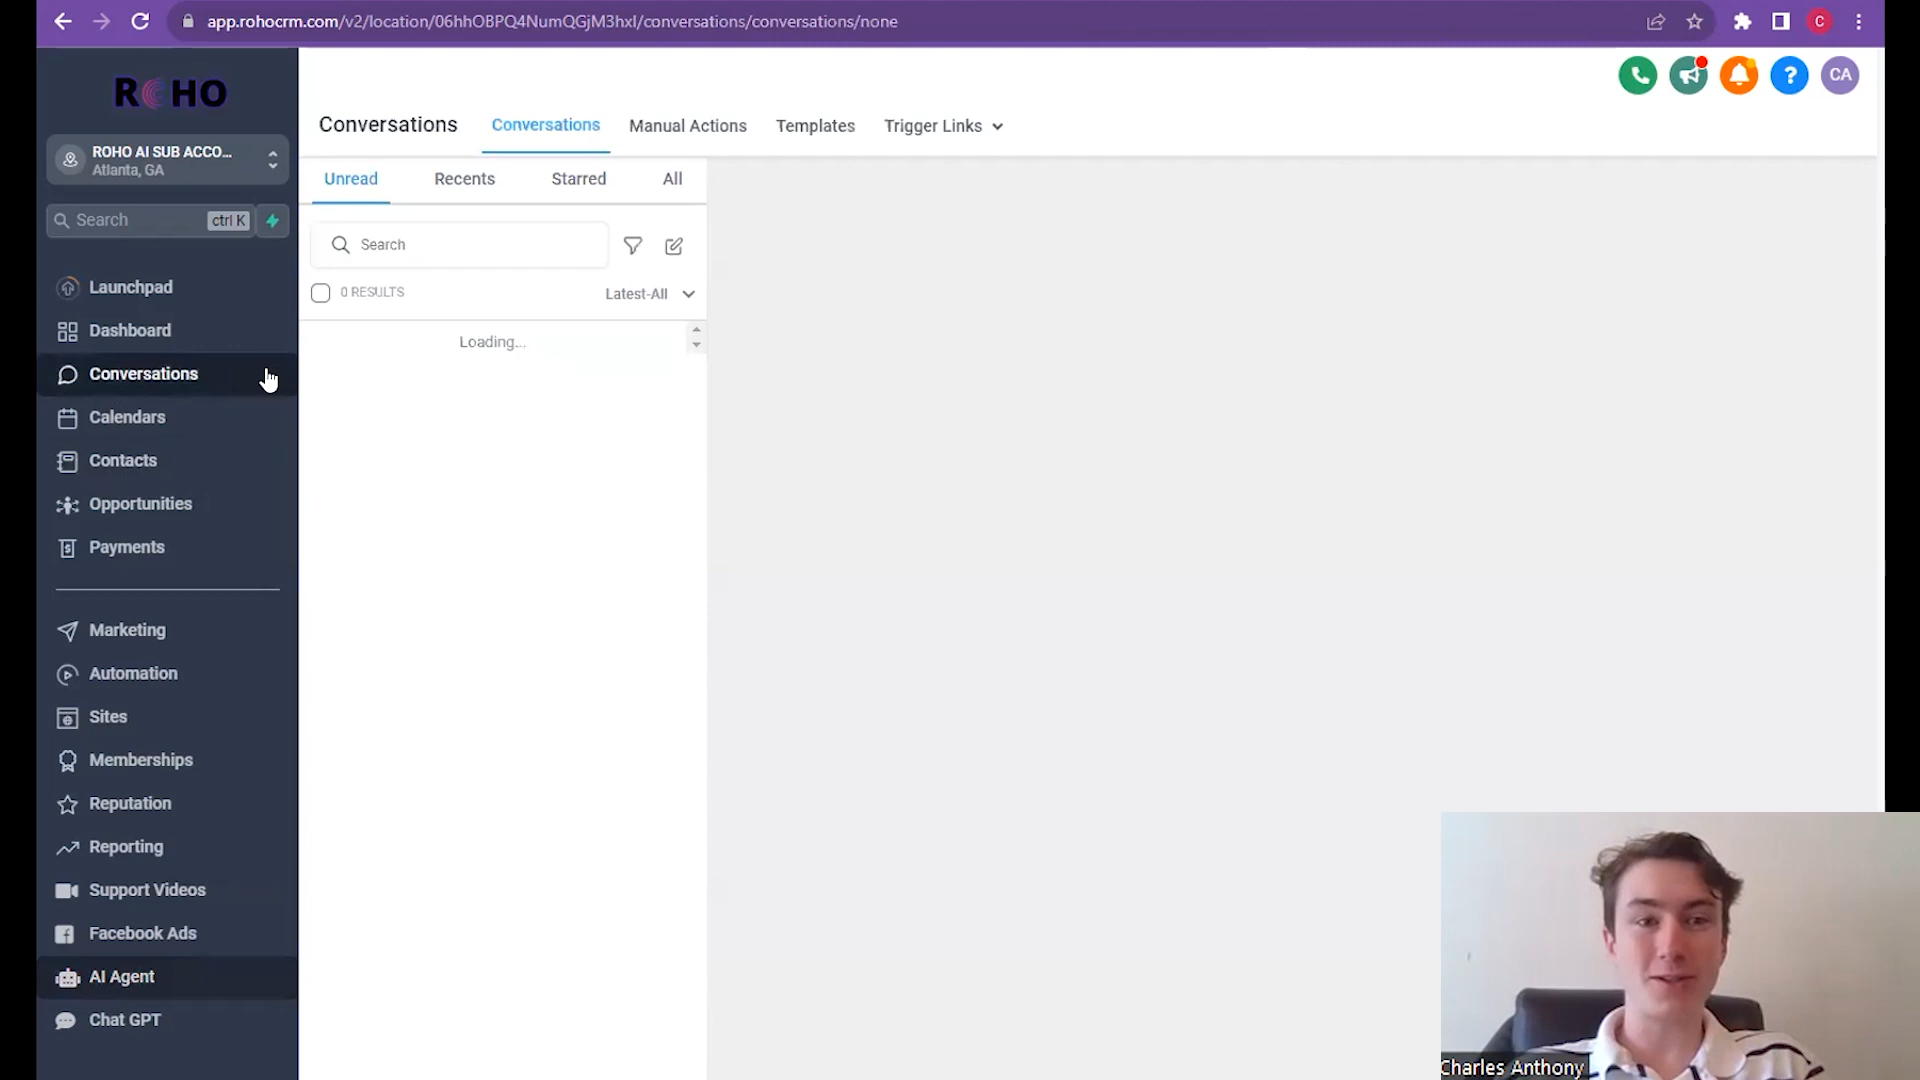 app.rohocrm.com/v2/location/06hhOBPQ4NumQGjM3hxI/conversations/conversations/none
C
ROHO
ROHO AI SUB ACCO...
Atlanta, GA
Search
ctrl K
Launchpad
Dashboard
Conversations
Calendars
Contacts
Opportunities
Payments
Marketing
Automation
Sites
Memberships
Reputation
Reporting
Support Videos
Facebook Ads
AI Agent
Chat GPT
?
CA
Conversations
Conversations
Manual Actions
Templates
Trigger Links
Unread
Recents
Starred
All
Search
0 RESULTS
Latest-All
Loading...
Charles Anthony